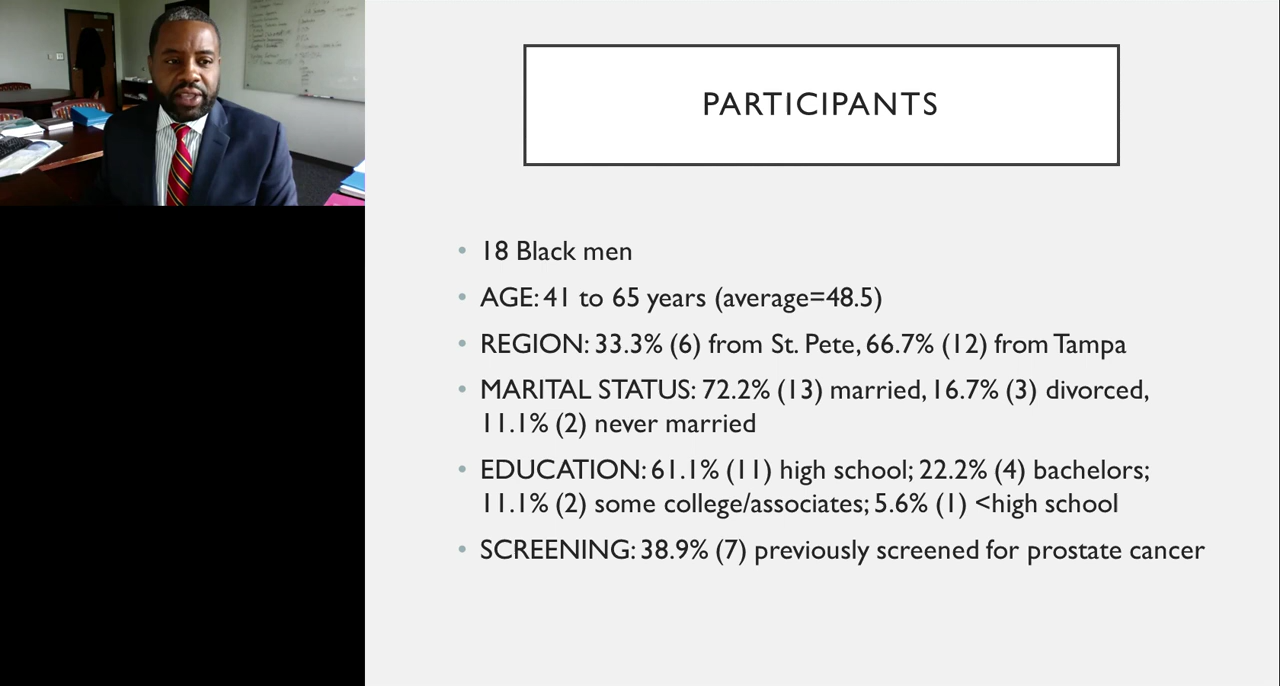 PARTICIPANTS
• 18 Black men
• AGE: 41 to 65 years (average=48.5)
• REGION: 33.3% (6) from St. Pete, 66.7% (12) from Tampa
• MARITAL STATUS: 72.2% (13) married, 16.7% (3) divorced,
11.1% (2) never married
• EDUCATION: 61.1% (11) high school; 22.2% (4) bachelors;
11.1% (2) some college/associates; 5.6% (1) <high school
• SCREENING: 38.9% (7) previously screened for prostate cancer